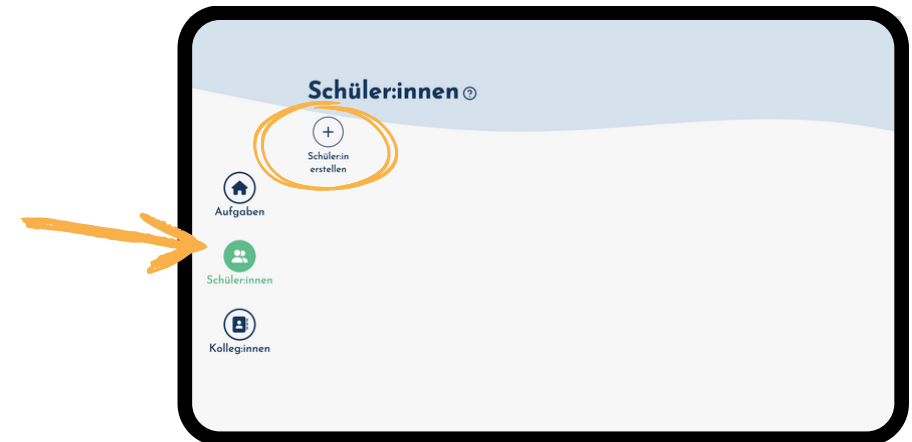 Schüler:innen
Schüler:in
erstellen
Aufgaben
Schüler:innen
Kolleg:innen